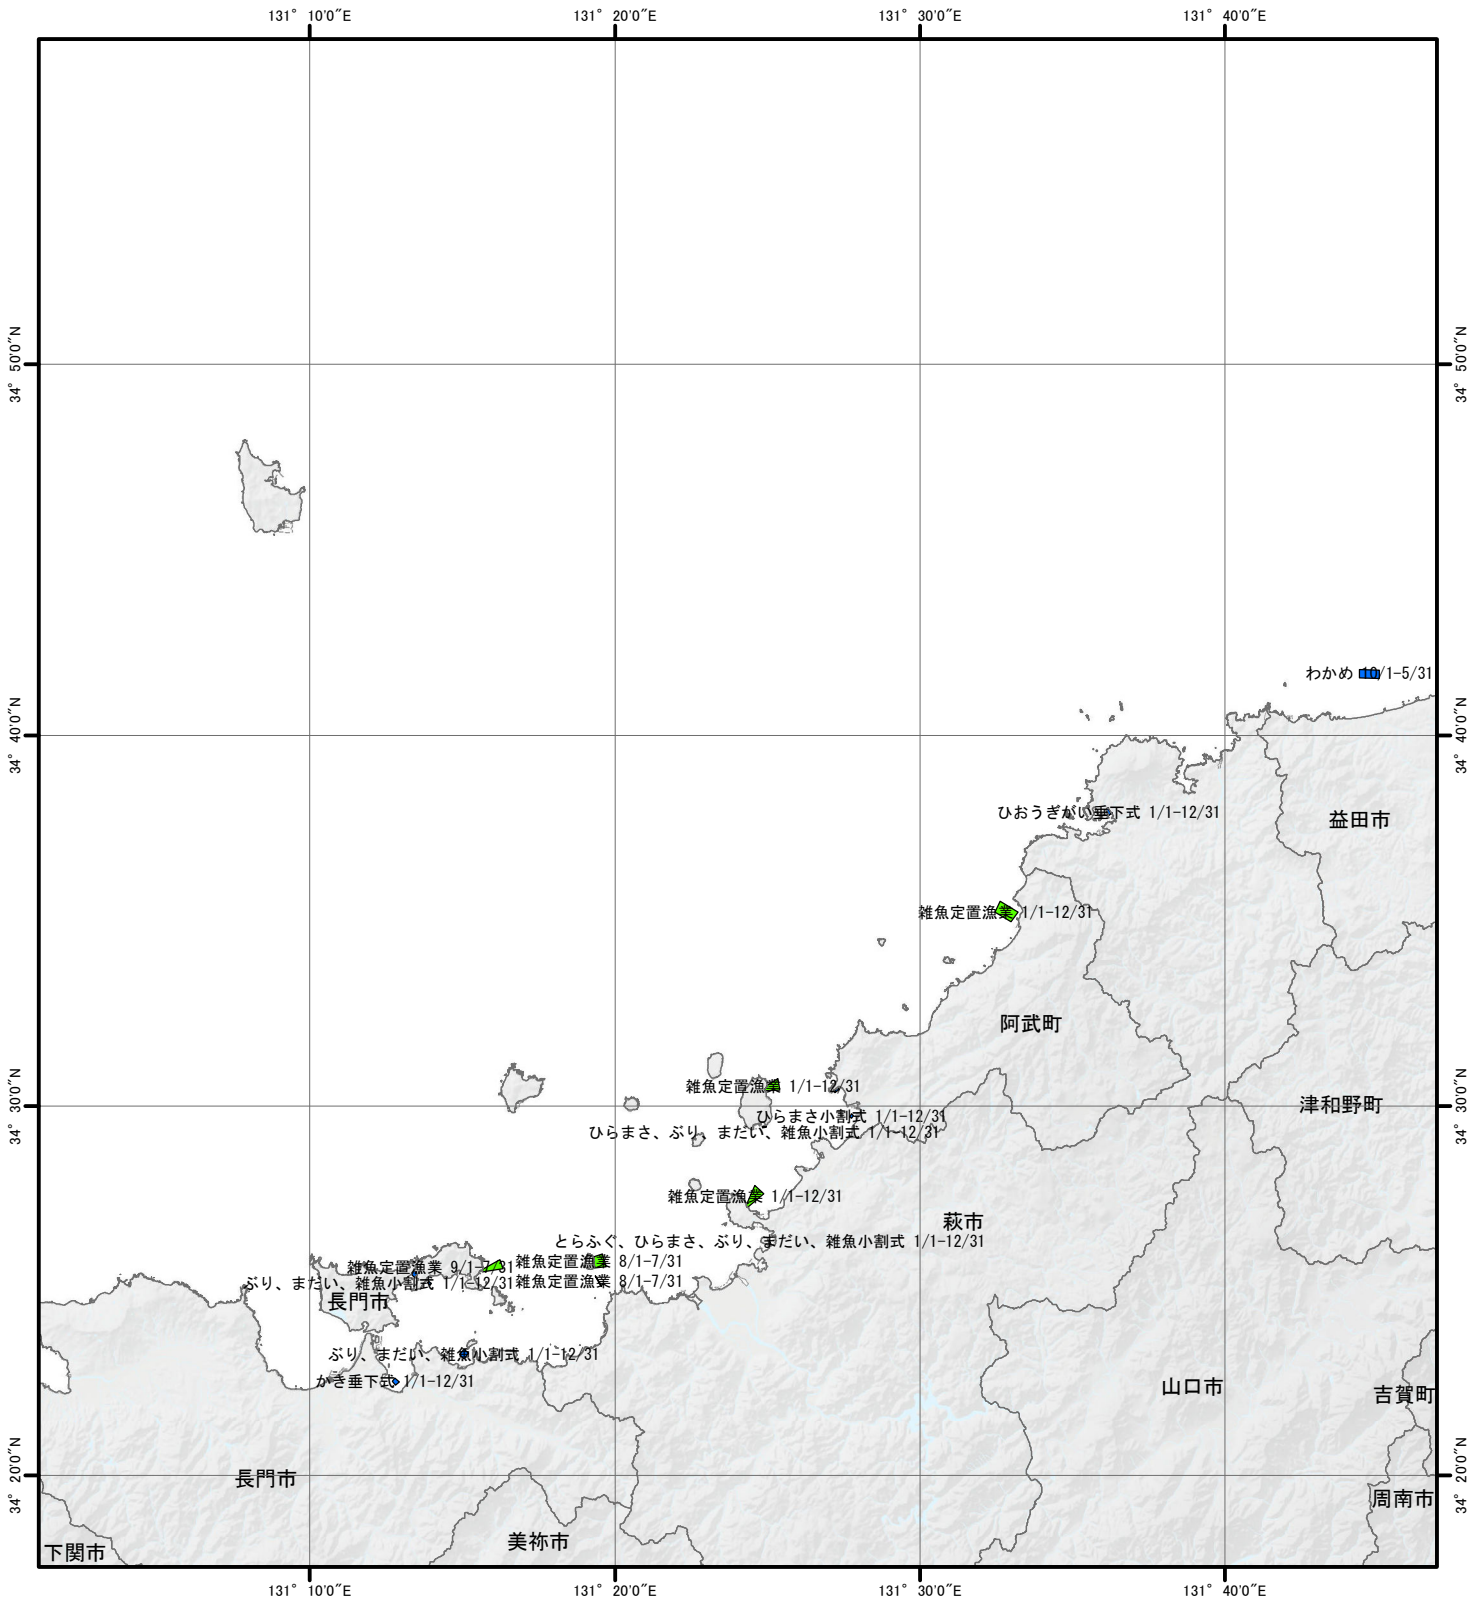 131° 10'0"E
131° 20'0"E
131° 30'0"E
131° 40'0"E
34° 50'0"N
34° 50'0"N
わかめ 10/1-5/31
34° 40'0"N
34° 40'0"N
ひおうぎがい垂下式 1/1-12/31
益田市
雑魚定置漁業 1/1-12/31
阿武町
雑魚定置漁業 1/1-12/31
34° 30'0"N
34° 30'0"N
津和野町
ひらまさ小割式 1/1-12/31
ひらまさ、ぶり、まだい、雑魚小割式 1/1-12/31
雑魚定置漁業 1/1-12/31
萩市
とらふぐ、ひらまさ、ぶり、まだい、雑魚小割式 1/1-12/31
雑魚定置漁業 8/1-7/31
雑魚定置漁業 9/1-7/31
雑魚定置漁業 8/1-7/31
ぶり、まだい、雑魚小割式 1/1-12/31
長門市
ぶり、まだい、雑魚小割式 1/1-12/31
かき垂下式 1/1-12/31
山口市
吉賀町
34° 20'0"N
34° 20'0"N
長門市
周南市
美祢市
下関市
131° 10'0"E
131° 20'0"E
131° 30'0"E
131° 40'0"E